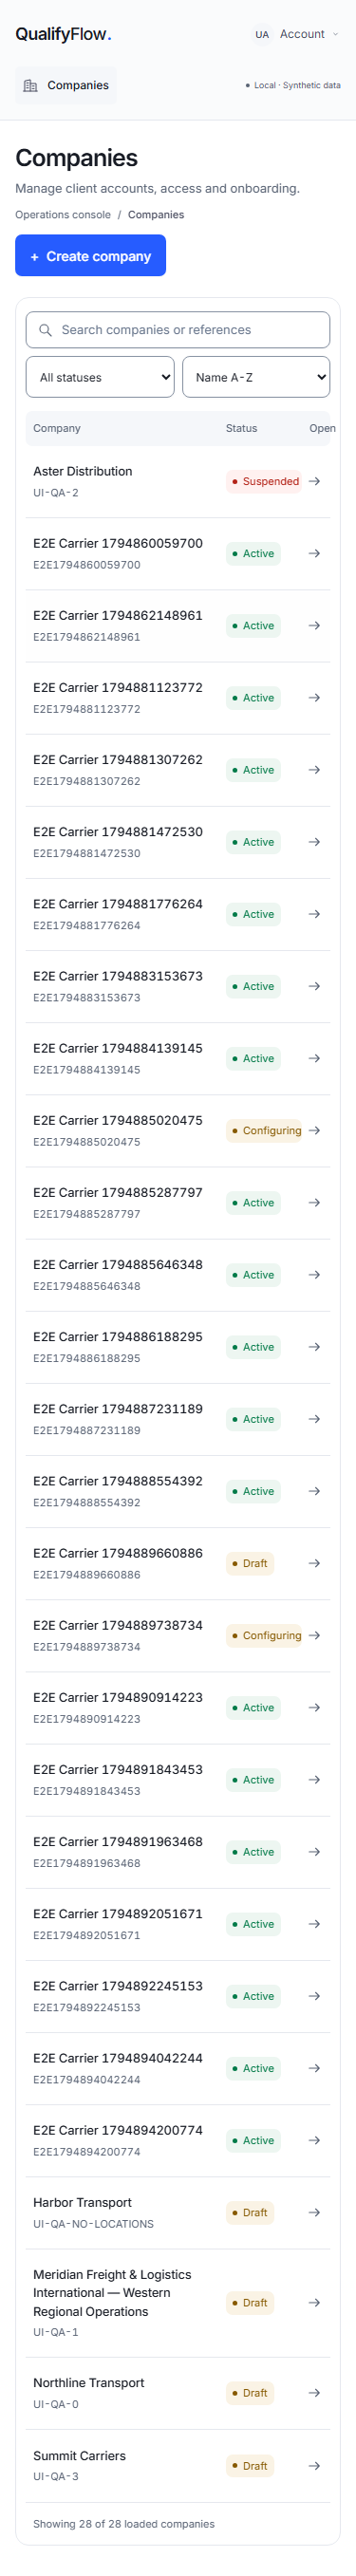 QualifyFlow.
UA Account
Companies
Local · Synthetic data
Companies
Manage client accounts, access and onboarding.
Operations console / Companies
+ Create company
Search companies or references
All statuses
Name A-Z
Company Status Open
Aster Distribution
UI-QA-2
Suspended
E2E Carrier 1794860059700
E2E1794860059700
Active
E2E Carrier 1794862148961
E2E1794862148961
Active
E2E Carrier 1794881123772
E2E1794881123772
Active
E2E Carrier 1794881307262
E2E1794881307262
Active
E2E Carrier 1794881472530
E2E1794881472530
Active
E2E Carrier 1794881776264
E2E1794881776264
Active
E2E Carrier 1794883153673
E2E1794883153673
Active
E2E Carrier 1794884139145
E2E1794884139145
Active
E2E Carrier 1794885020475
E2E1794885020475
Configuring
E2E Carrier 1794885287797
E2E1794885287797
Active
E2E Carrier 1794885646348
E2E1794885646348
Active
E2E Carrier 1794886188295
E2E1794886188295
Active
E2E Carrier 1794887231189
E2E1794887231189
Active
E2E Carrier 1794888554392
E2E1794888554392
Active
E2E Carrier 1794889660886
E2E1794889660886
Draft
E2E Carrier 1794889738734
E2E1794889738734
Configuring
E2E Carrier 1794890914223
E2E1794890914223
Active
E2E Carrier 1794891843453
E2E1794891843453
Active
E2E Carrier 1794891963468
E2E1794891963468
Active
E2E Carrier 1794892051671
E2E1794892051671
Active
E2E Carrier 1794892245153
E2E1794892245153
Active
E2E Carrier 1794894042244
E2E1794894042244
Active
E2E Carrier 1794894200774
E2E1794894200774
Active
Harbor Transport
UI-QA-NO-LOCATIONS
Draft
Meridian Freight & Logistics
International — Western
Regional Operations
UI-QA-1
Draft
Northline Transport
UI-QA-0
Draft
Summit Carriers
UI-QA-3
Draft
Showing 28 of 28 loaded companies